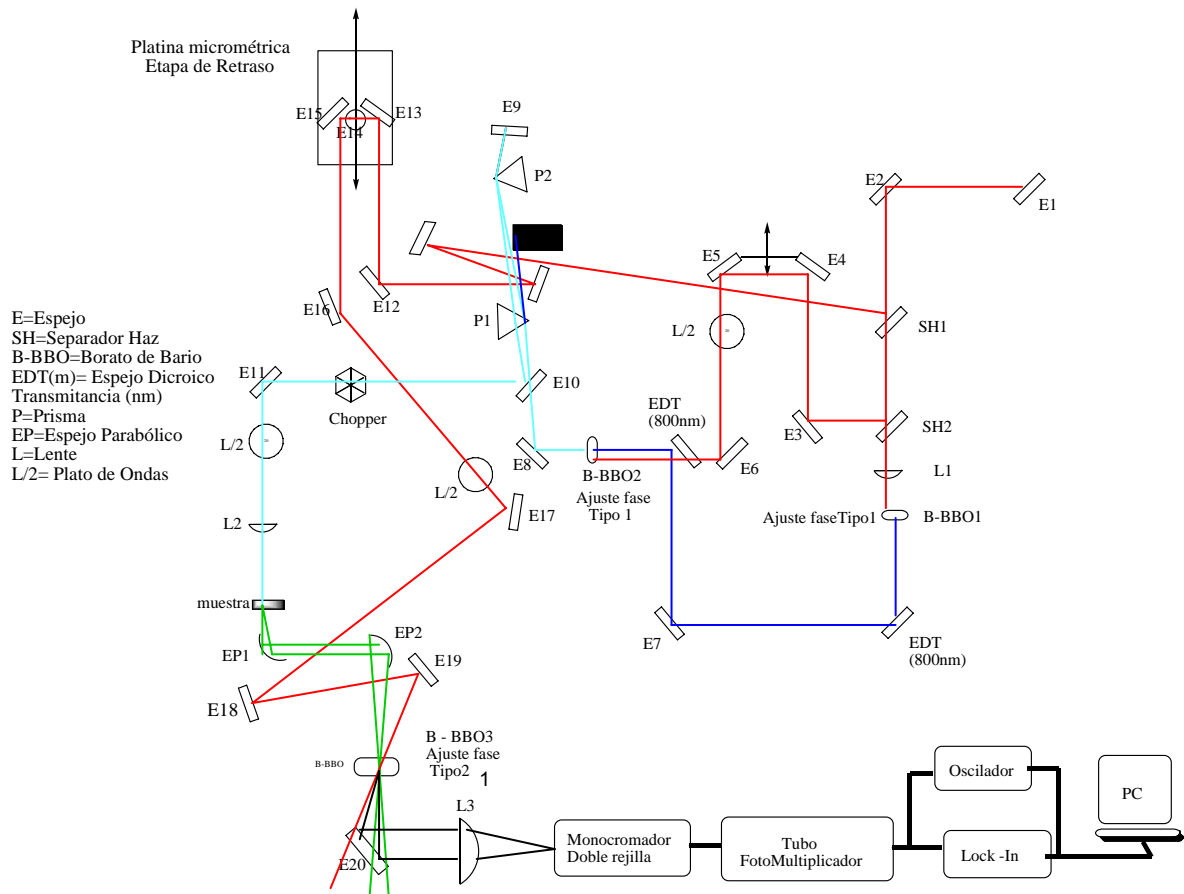 Platina micrométrica
Etapa de Retraso
E15
E13
E14
E9
P2
E2
E1
E5
E4
E12
E16
P1
L/2
SH1
E=Espejo
SH=Separador Haz
B-BBO=Borato de Bario
EDT(m)= Espejo Dicroico
Transmitancia (nm)
P=Prisma
EP=Espejo Parabólico
L=Lente
L/2= Plato de Ondas
E11
Chopper
E10
L/2
E8
EDT
(800nm)
E6
E3
SH2
L1
B-BBO2
Ajuste fase
Tipo 1
L/2
E17
Ajuste faseTipo1
B-BBO1
L2
muestra
EP1
EP2
E7
EDT
(800nm)
E19
E18
B-BBO
B - BBO3
Ajuste fase
Tipo2
1
L3
E20
Monocromador
Doble rejilla
Tubo
FotoMultiplicador
Oscilador
Lock -In
PC